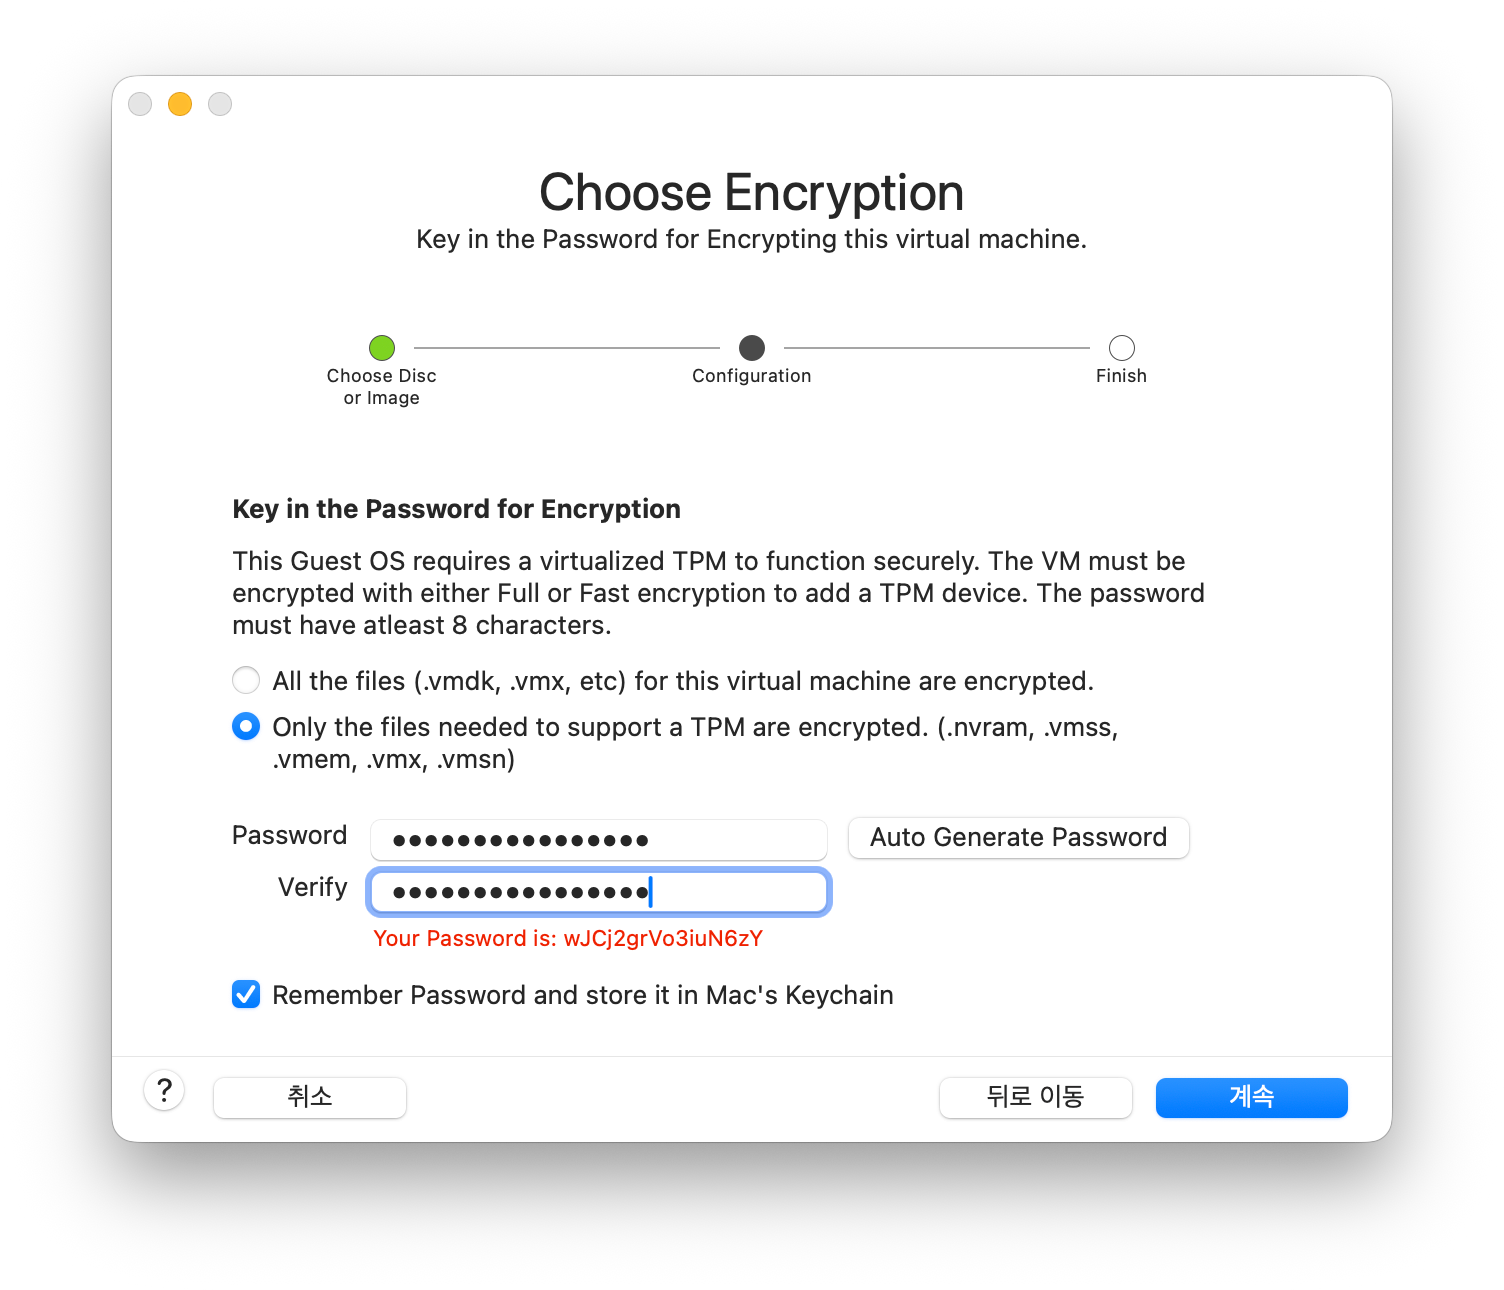 Choose Encryption
Key in the Password for Encrypting this virtual machine.
Choose Disc
or Image
Configuration
Finish
Key in the Password for Encryption
This Guest OS requires a virtualized TPM to function securely. The VM must be
encrypted with either Full or Fast encryption to add a TPM device. The password
must have atleast 8 characters.
All the files (.vmdk, .vmx, etc) for this virtual machine are encrypted.
Only the files needed to support a TPM are encrypted. (.nvram, .vmss,
.vmem, .vmx, .vmsn)
Password ●●●●●●●●●●●●●●●● Auto Generate Password
Verify ●●●●●●●●●●●●●●●●
Your Password is: wJCj2grVo3iuN6zY
Remember Password and store it in Mac's Keychain
? 취소 뒤로 이동 계속